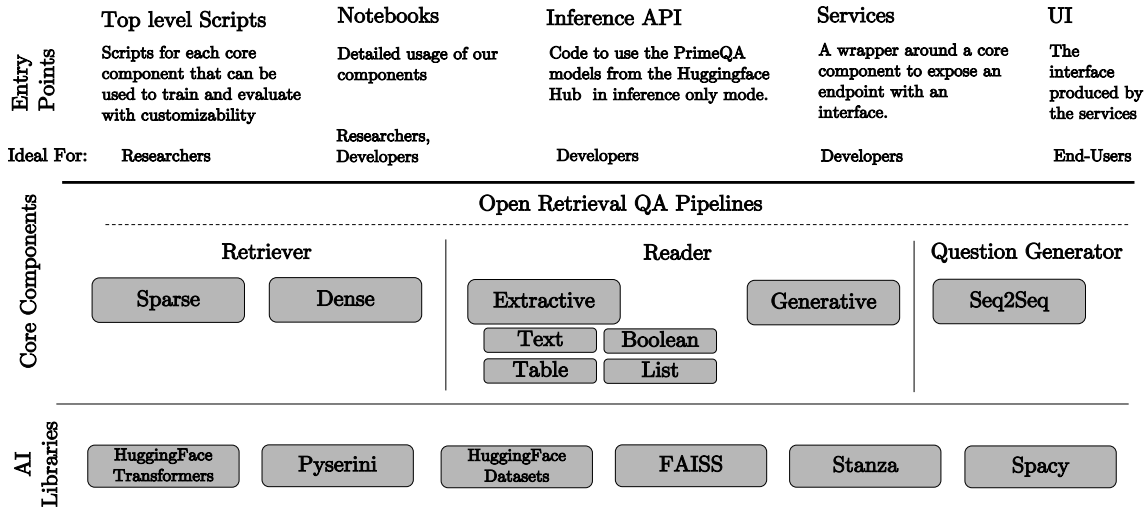 Entry
Points
Top level Scripts
Scripts for each core
component that can be
used to train and evaluate
with customizability
Notebooks
Detailed usage of our
components
Inference API
Code to use the PrimeQA
models from the Huggingface
Hub in inference only mode.
Services
A wrapper around a core
component to expose an
endpoint with an
interface.
UI
The
interface
produced by
the services
Ideal For:
Researchers
Researchers,
Developers
Developers
Developers
End-Users
Core Components
Open Retrieval QA Pipelines
Retriever
Sparse
Dense
Reader
Extractive
Text
Boolean
Table
List
Generative
Question Generator
Seq2Seq
AI
Libraries
HuggingFace
Transformers
Pyserini
HuggingFace
Datasets
FAISS
Stanza
Spacy